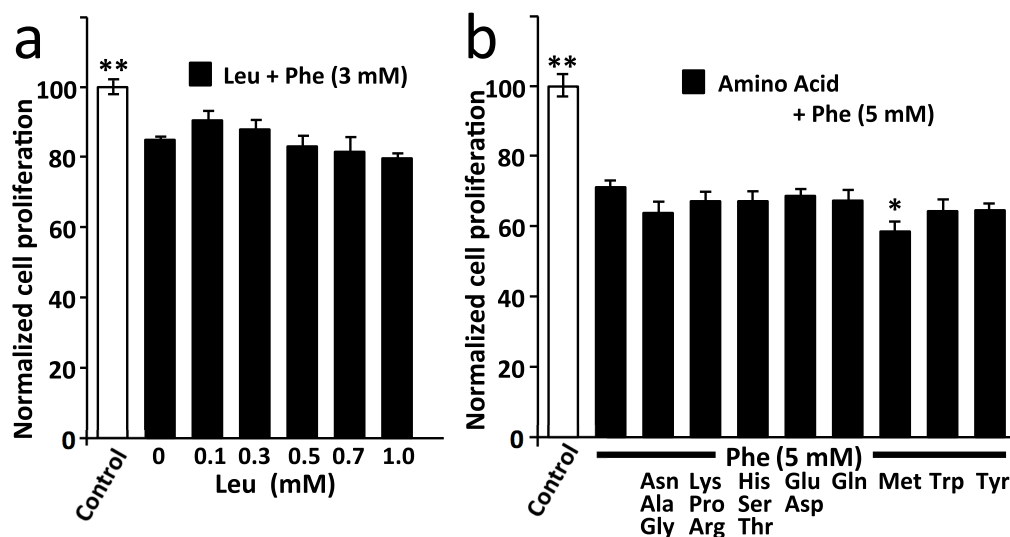 a
Normalized cell proliferation
100
80
60
40
20
0
**
Leu + Phe (3 mM)
Control
0 0.1 0.3 0.5 0.7 1.0
Leu (mM)
b
Normalized cell proliferation
100
80
60
40
20
0
**
Amino Acid
+ Phe (5 mM)
*
Control
Phe (5 mM)
Asn Lys His Glu Gln Met Trp Tyr
Ala Pro Ser Asp
Gly Arg Thr